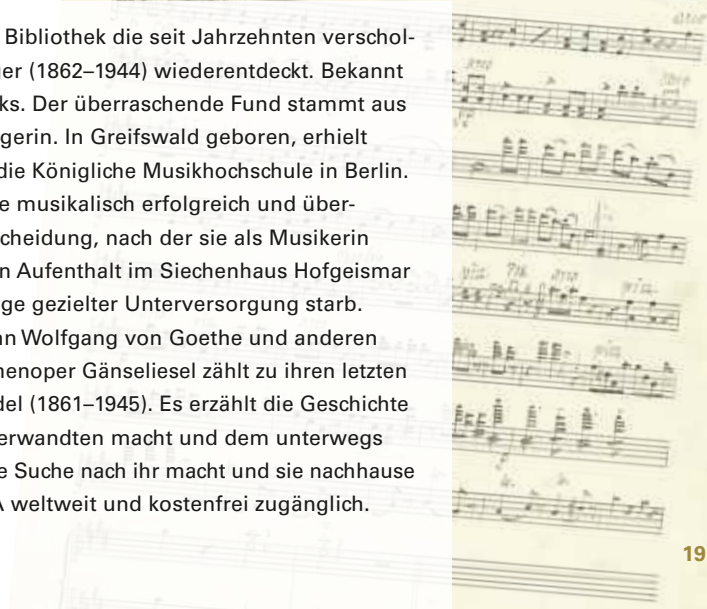 Bibliothek die seit Jahrzehnten verschol-
ger (1862–1944) wiederentdeckt. Bekannt
ks. Der überraschende Fund stammt aus
gerin. In Greifswald geboren, erhielt
die Königliche Musikhochschule in Berlin.
e musikalisch erfolgreich und über-
cheidung, nach der sie als Musikerin
n Aufenthalt im Siechenhaus Hofgeismar
ge gezielter Unterversorgung starb.
nn Wolfgang von Goethe und anderen
henoper Gänseliesel zählt zu ihren letzten
del (1861–1945). Es erzählt die Geschichte
erwandten macht und dem unterwegs
e Suche nach ihr macht und sie nachhause
A weltweit und kostenfrei zugänglich.
19